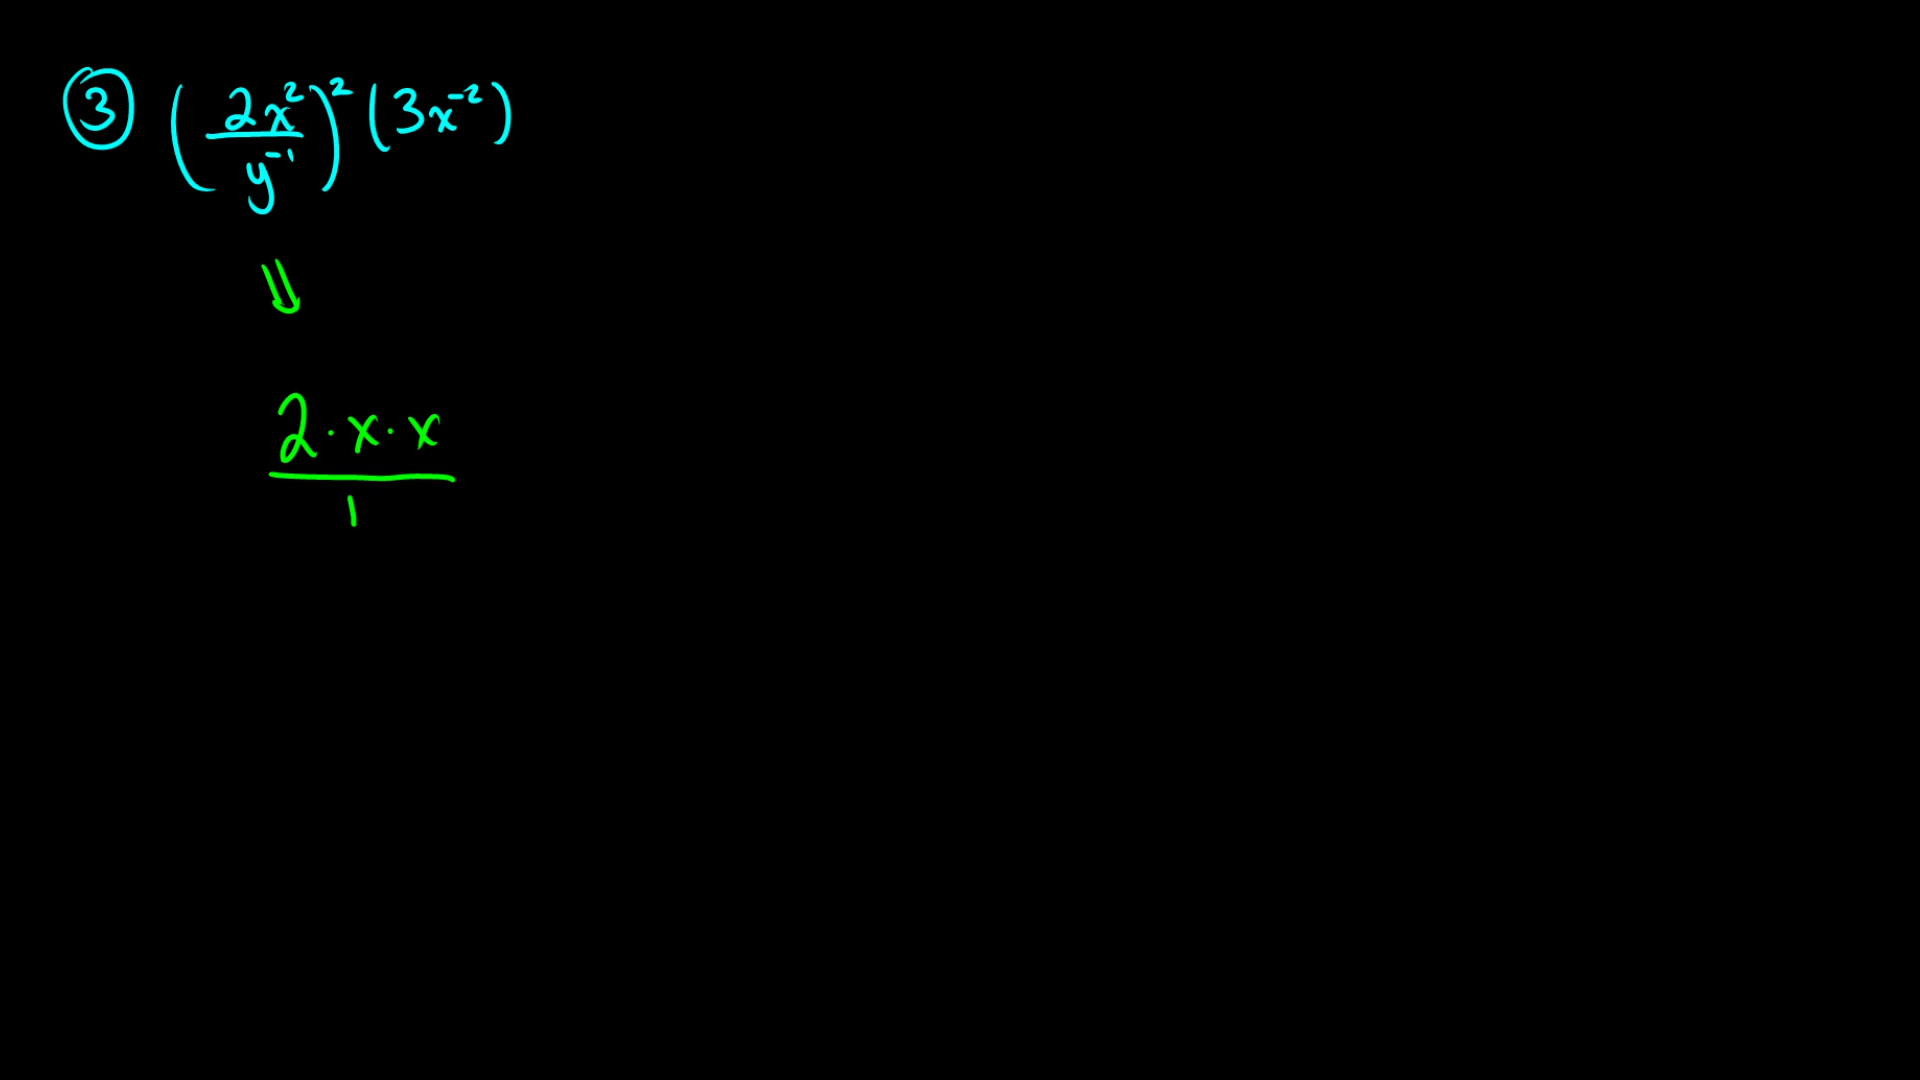 ③ (2x²/y⁻¹)² (3x⁻²)
⇓
2·x·x
1